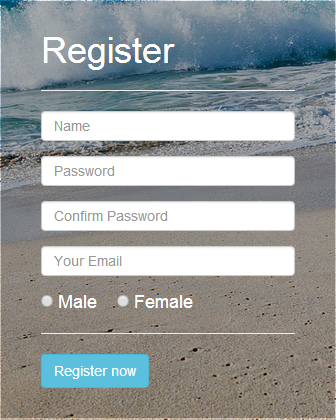 Register
Name
Password
Confirm Password
Your Email
Male Female
Register now